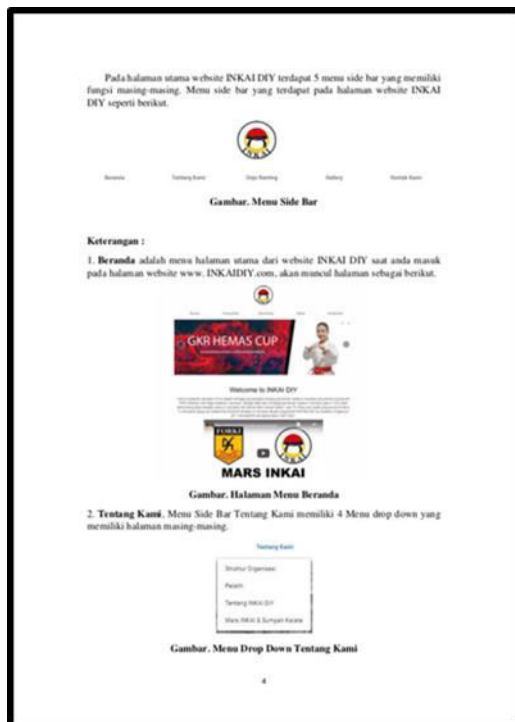 Pada halaman utama website INKAI DIY terdapat 5 menu side bar yang memiliki
fungsi masing-masing. Menu side bar yang terdapat pada halaman website INKAI
DIY seperti berikut.
INKAI
Beranda Tentang Kami Dojo Ranting Gallery Kontak Kami
Gambar. Menu Side Bar
Keterangan :
1. Beranda adalah menu halaman utama dari website INKAI DIY saat anda masuk
pada halaman website www. INKAIDIY.com, akan muncul halaman sebagai berikut.
GKR HEMAS CUP
Welcome to INKAI DIY
FORKI
INKAI
MARS INKAI
Gambar. Halaman Menu Beranda
2. Tentang Kami, Menu Side Bar Tentang Kami memiliki 4 Menu drop down yang
memiliki halaman masing-masing.
Tentang Kami
Struktur Organisasi
Pelatih
Tentang INKAI DIY
Mars INKAI & Sumpah Karate
Gambar. Menu Drop Down Tentang Kami
4